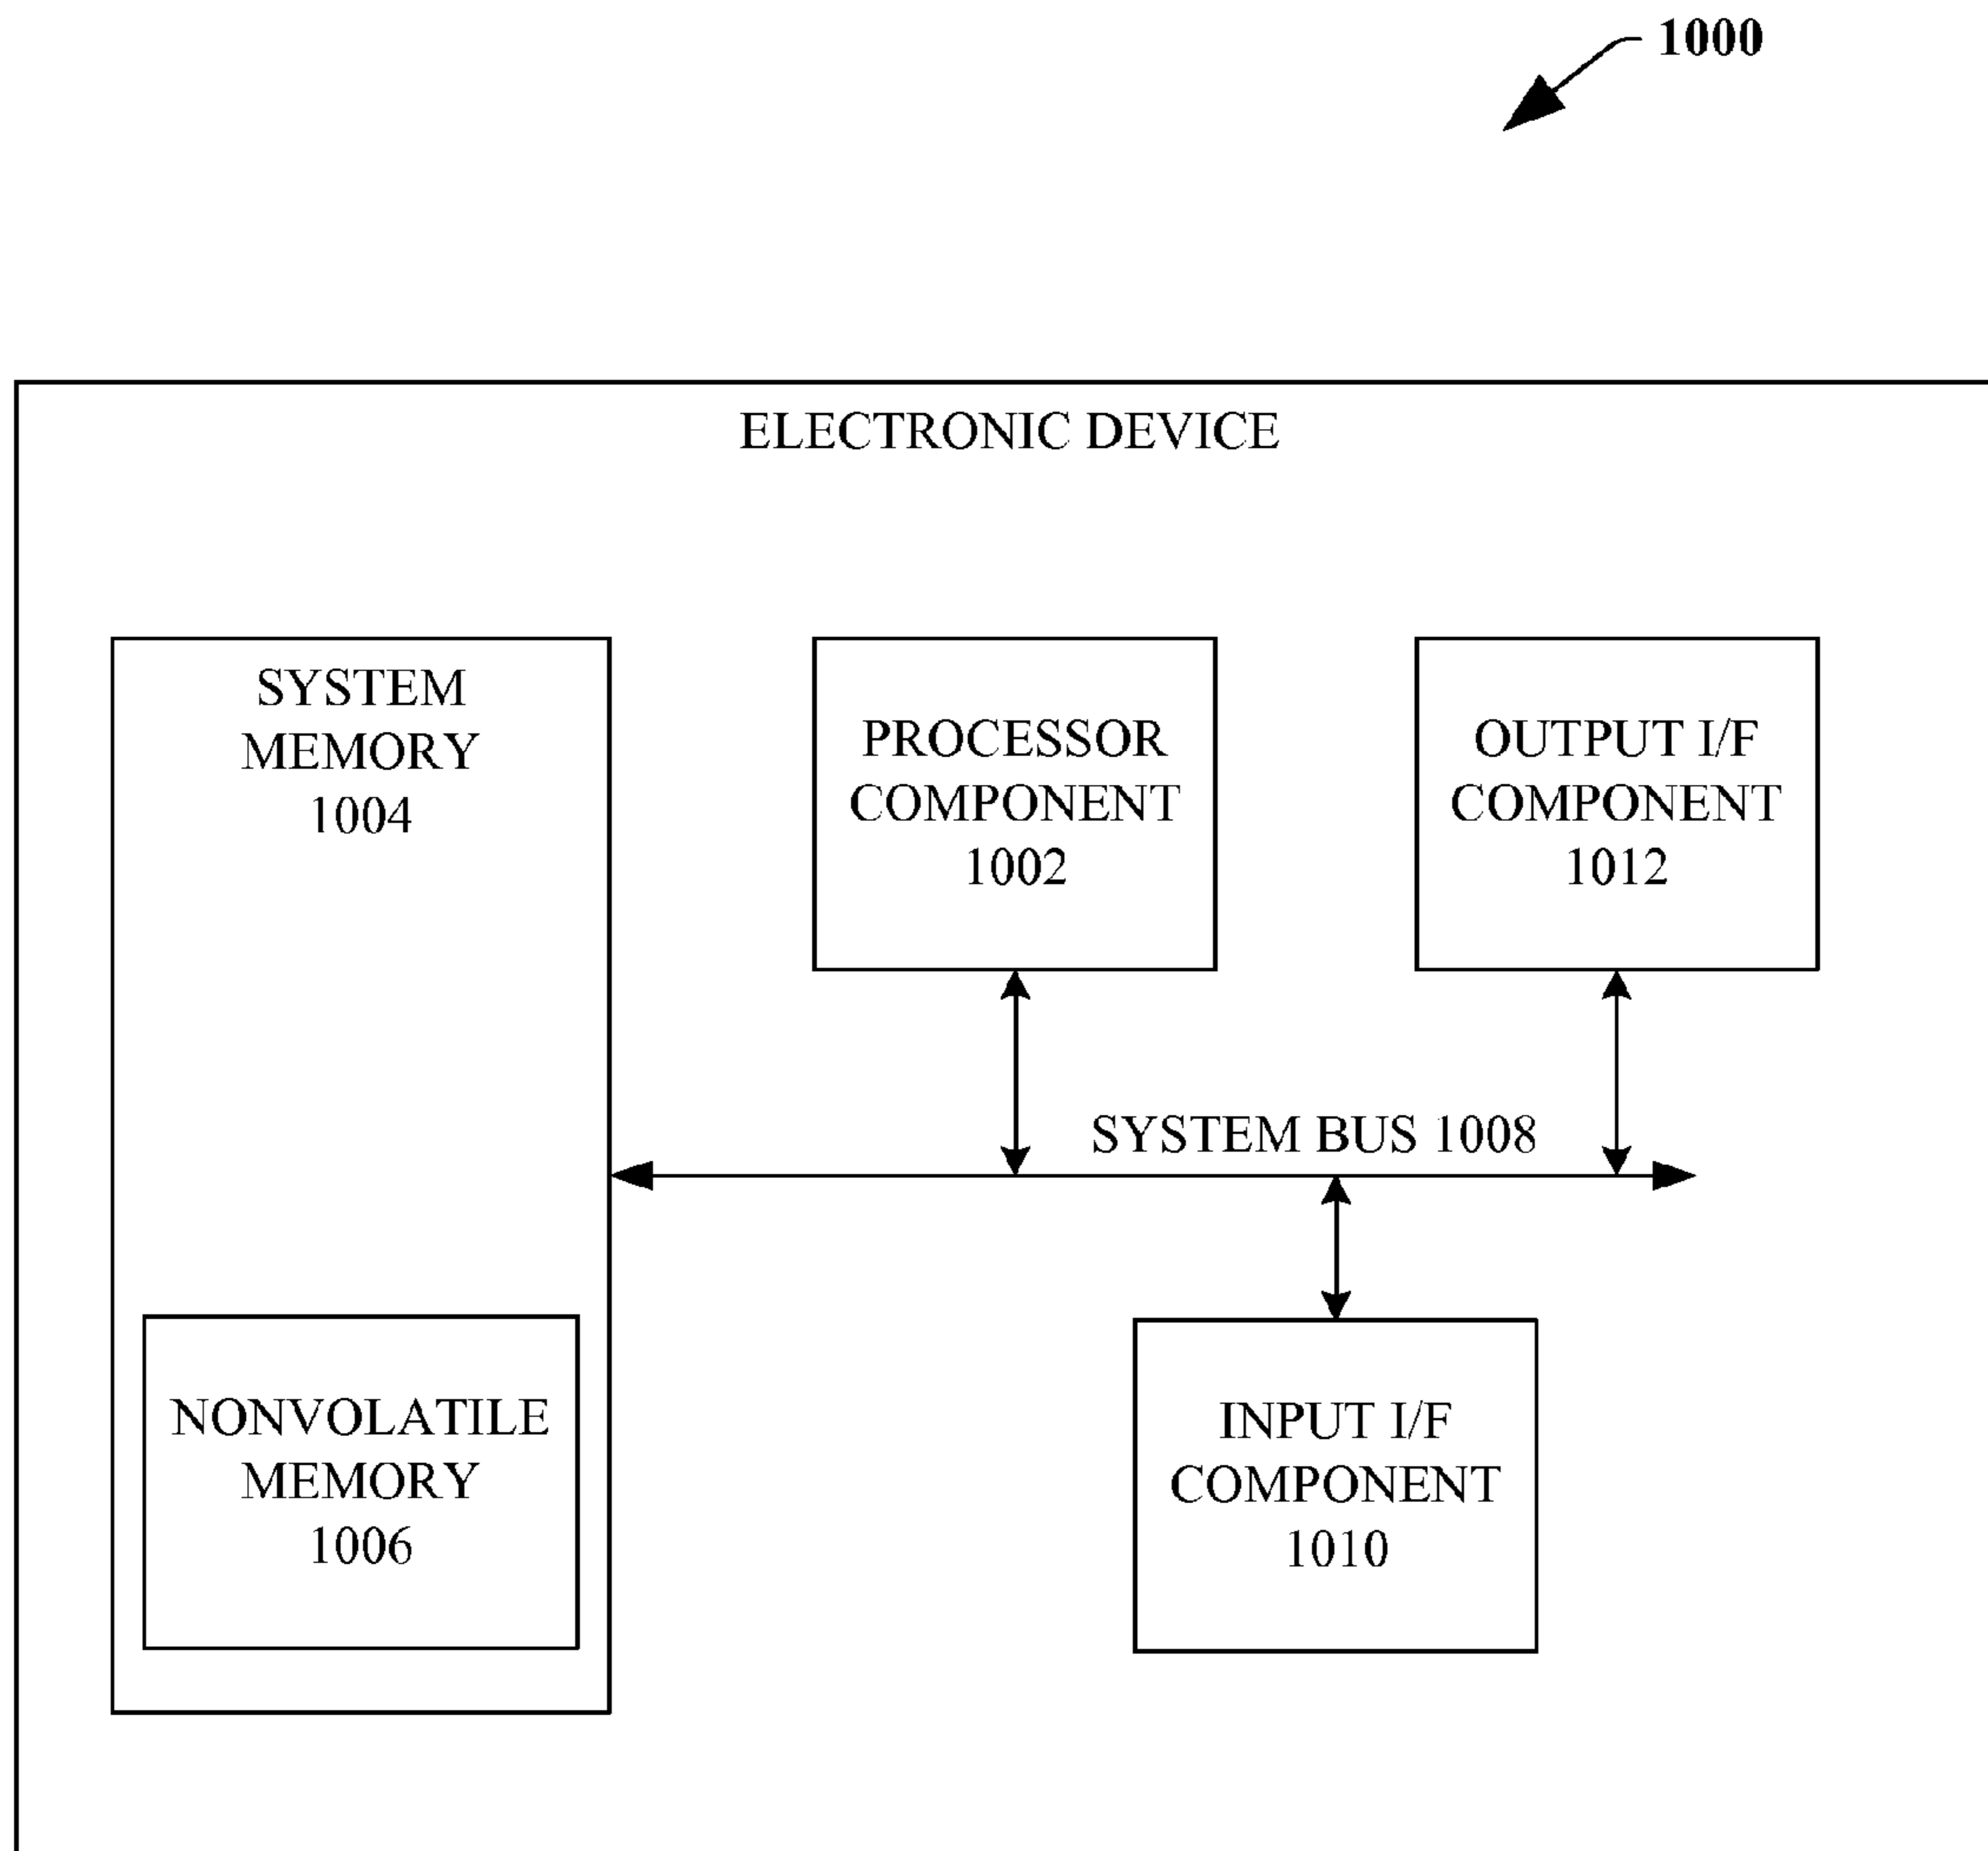 1000
ELECTRONIC DEVICE
SYSTEM
MEMORY
1004
PROCESSOR
COMPONENT
1002
OUTPUT I/F
COMPONENT
1012
SYSTEM BUS 1008
NONVOLATILE
MEMORY
1006
INPUT I/F
COMPONENT
1010